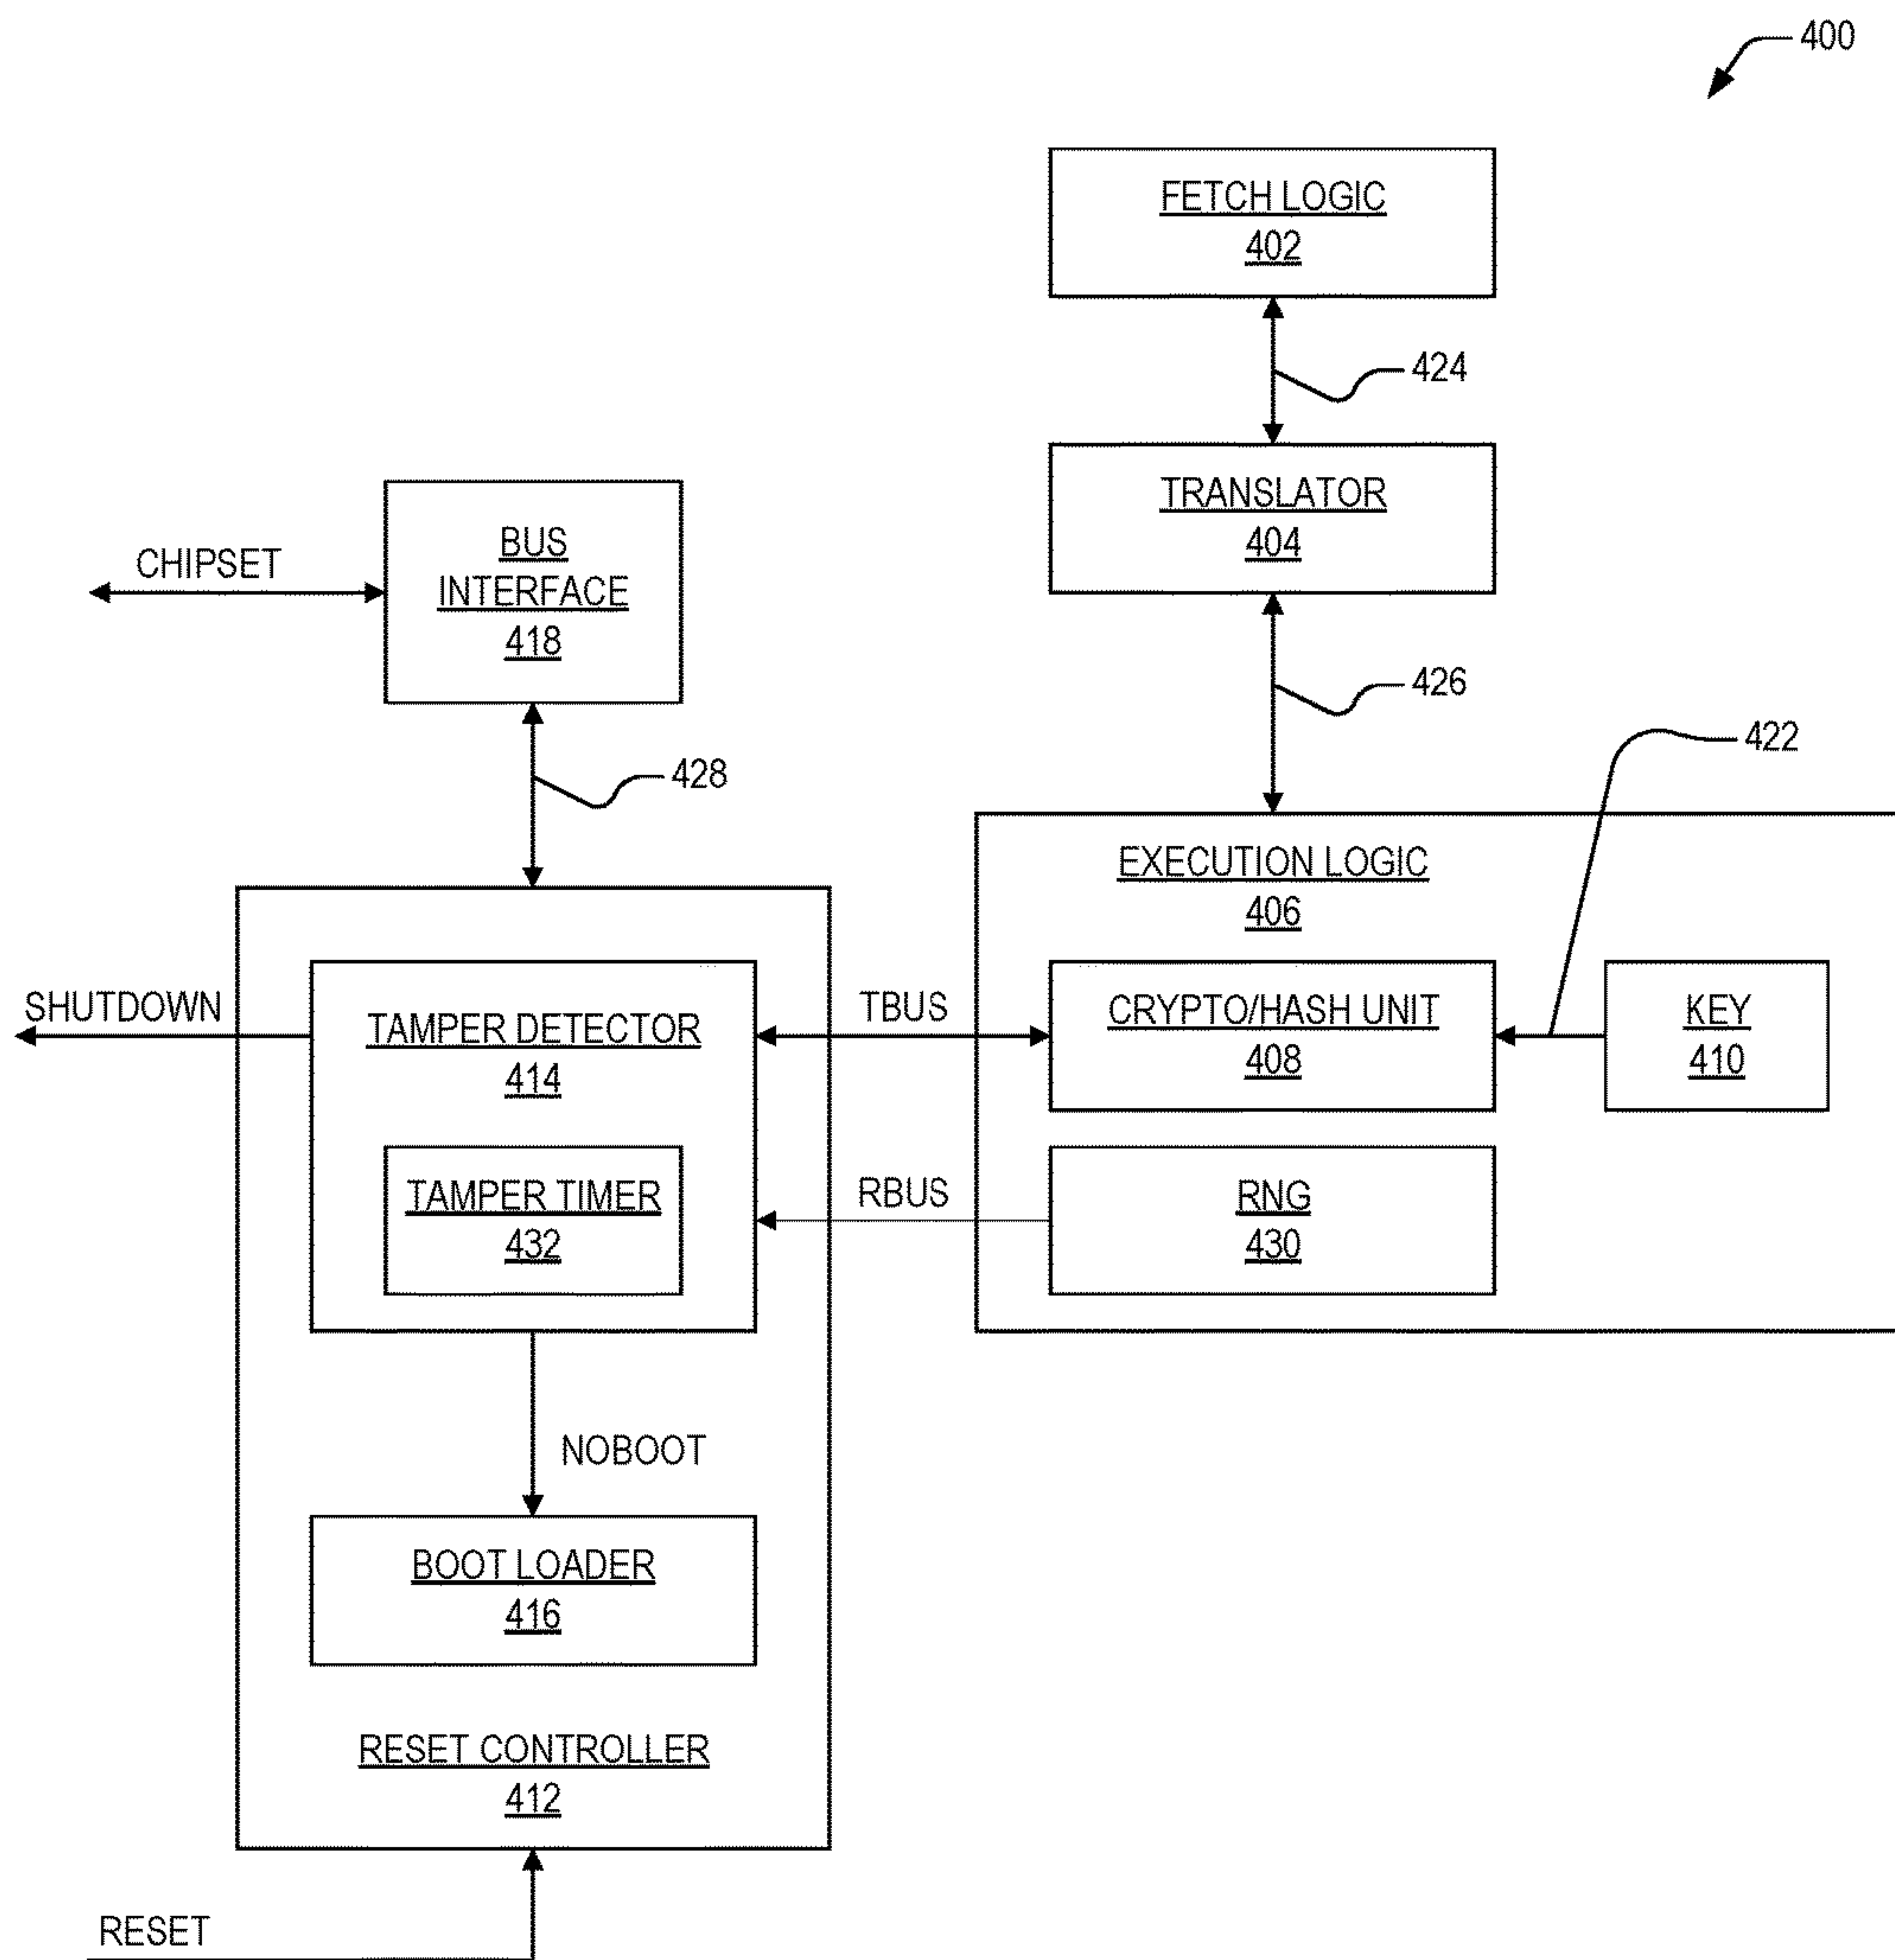 400
FETCH LOGIC
402
424
TRANSLATOR
404
BUS
INTERFACE
418
CHIPSET
426
422
428
EXECUTION LOGIC
406
SHUTDOWN
TAMPER DETECTOR
414
TBUS
CRYPTO/HASH UNIT
408
KEY
410
TAMPER TIMER
432
RBUS
RNG
430
NOBOOT
BOOT LOADER
416
RESET CONTROLLER
412
RESET